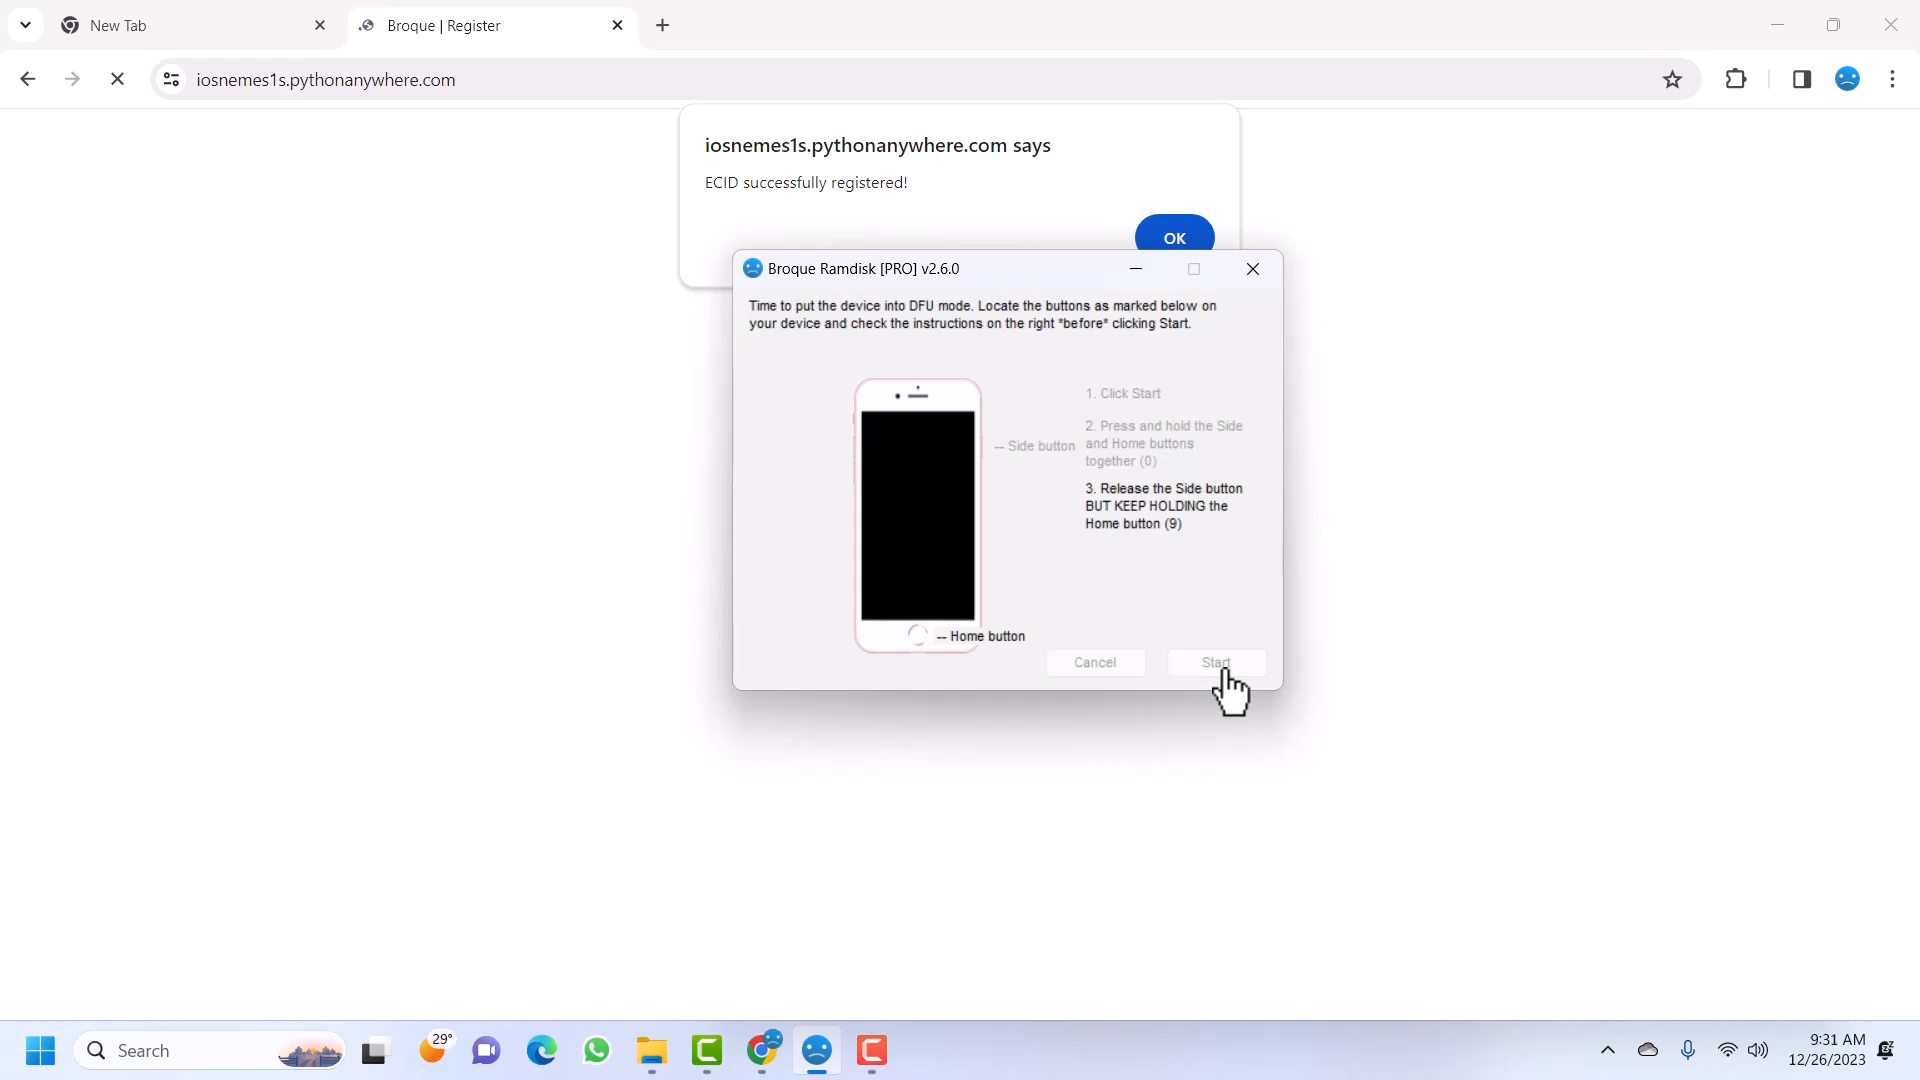 New Tab
Broque | Register
iosnemes1s.pythonanywhere.com
iosnemes1s.pythonanywhere.com says
ECID successfully registered!
OK
Broque Ramdisk [PRO] v2.6.0
Time to put the device into DFU mode. Locate the buttons as marked below on
your device and check the instructions on the right *before* clicking Start.
1. Click Start
2. Press and hold the Side
and Home buttons
together (0)
-- Side button
3. Release the Side button
BUT KEEP HOLDING the
Home button (9)
-- Home button
Cancel
Start
Search
29°
9:31 AM
12/26/2023